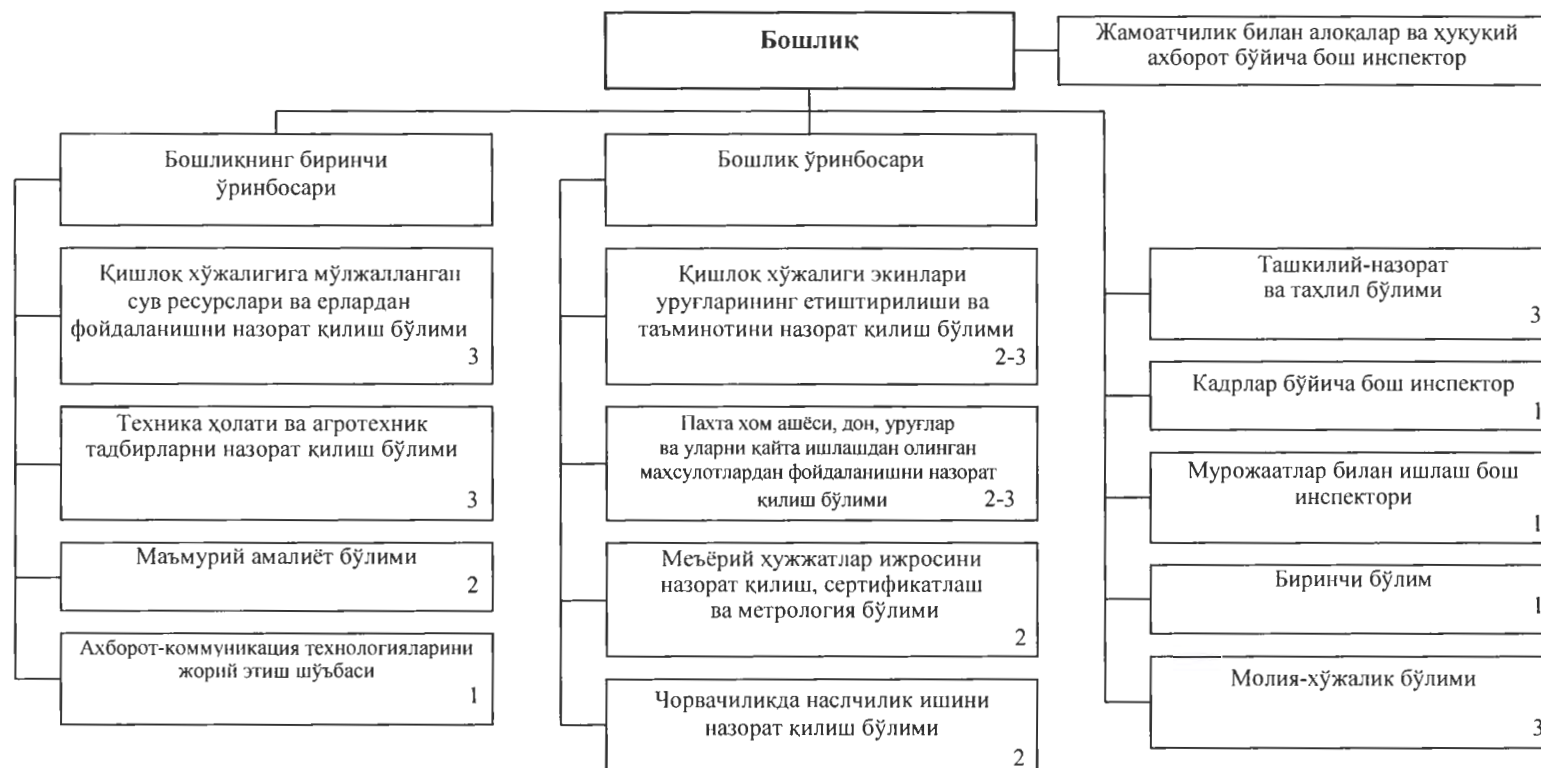 Бошлиқ
Жамоатчилик билан алоқалар ва ҳуқуқий
ахборот бўйича бош инспектор
Бошлиқнинг биринчи
ўринбосари
Қишлоқ хўжалигига мўлжалланган
сув ресурслари ва ерлардан
фойдаланишни назорат қилиш бўлими
3
Техника ҳолати ва агротехник
тадбирларни назорат қилиш бўлими
3
Маъмурий амалиёт бўлими
2
Ахборот-коммуникация технологияларини
жорий этиш шўъбаси
1
Бошлиқ ўринбосари
Қишлоқ хўжалиги экинлари
уруғларининг етиштирилиши ва
таъминотини назорат қилиш бўлими
2-3
Пахта хом ашёси, дон, уруғлар
ва уларни қайта ишлашдан олинган
маҳсулотлардан фойдаланишни назорат
қилиш бўлими 2-3
Меъёрий ҳужжатлар ижросини
назорат қилиш, сертификатлаш
ва метрология бўлими
2
Чорвачиликда наслчилик ишини
назорат қилиш бўлими
2
Ташкилий-назорат
ва таҳлил бўлими
3
Кадрлар бўйича бош инспектор
1
Мурожаатлар билан ишлаш бош
инспектори
1
Биринчи бўлим
1
Молия-хўжалик бўлими
3